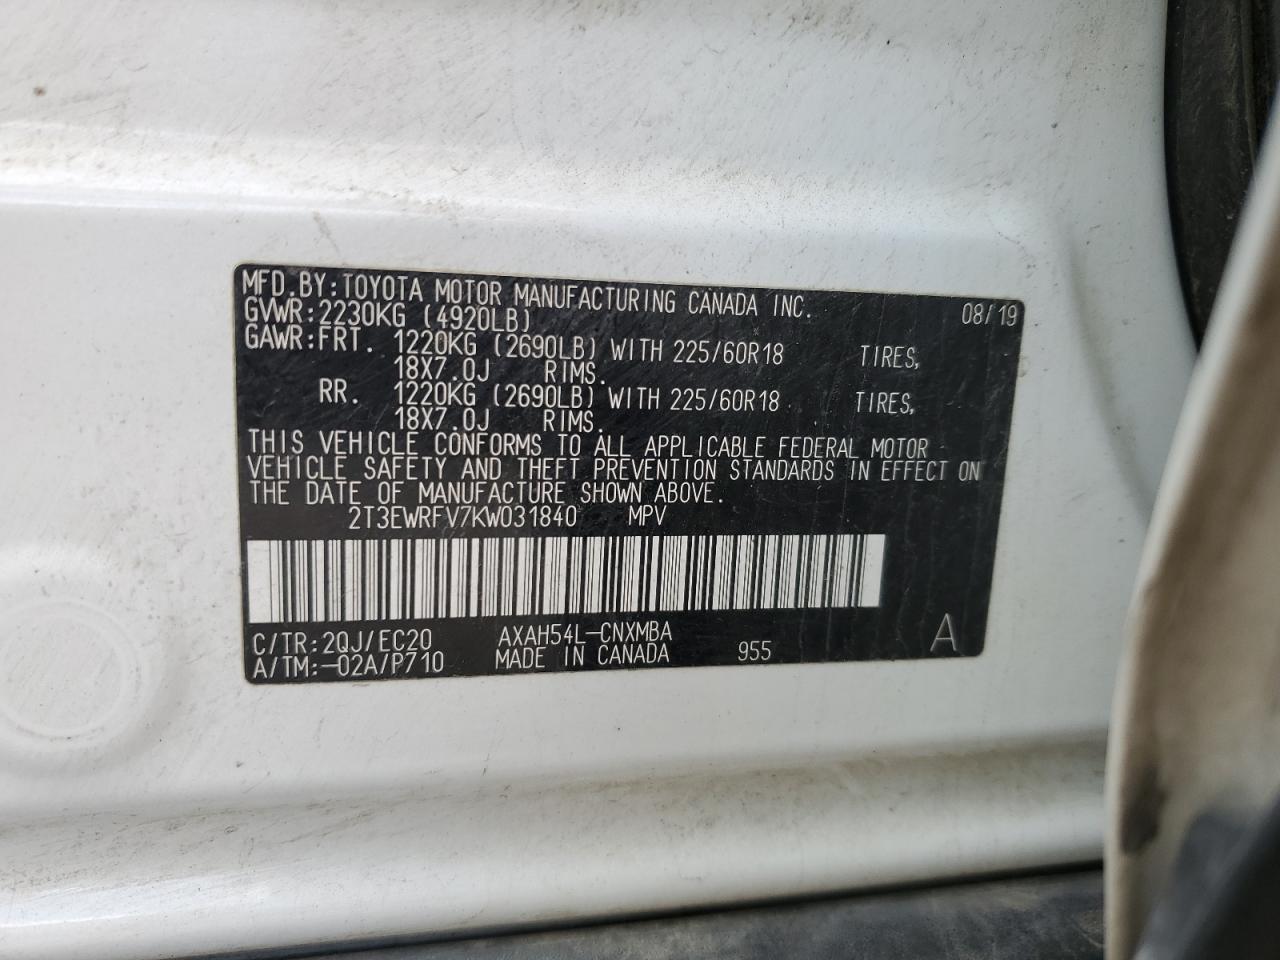 MFD.BY:TOYOTA MOTOR MANUFACTURING CANADA INC. 08/19
GVWR:2230KG (4920LB)
GAWR:FRT. 1220KG (2690LB) WITH 225/60R18 TIRES,
18X7.0J RIMS.
RR. 1220KG (2690LB) WITH 225/60R18 TIRES,
18X7.0J RIMS.
THIS VEHICLE CONFORMS TO ALL APPLICABLE FEDERAL MOTOR
VEHICLE SAFETY AND THEFT PREVENTION STANDARDS IN EFFECT ON
THE DATE OF MANUFACTURE SHOWN ABOVE.
2T3EWRFV7KW031840 MPV
C/TR:2QJ/EC20 AXAH54L-CNXMBA
A/TM:-02A/P710 MADE IN CANADA 955 A